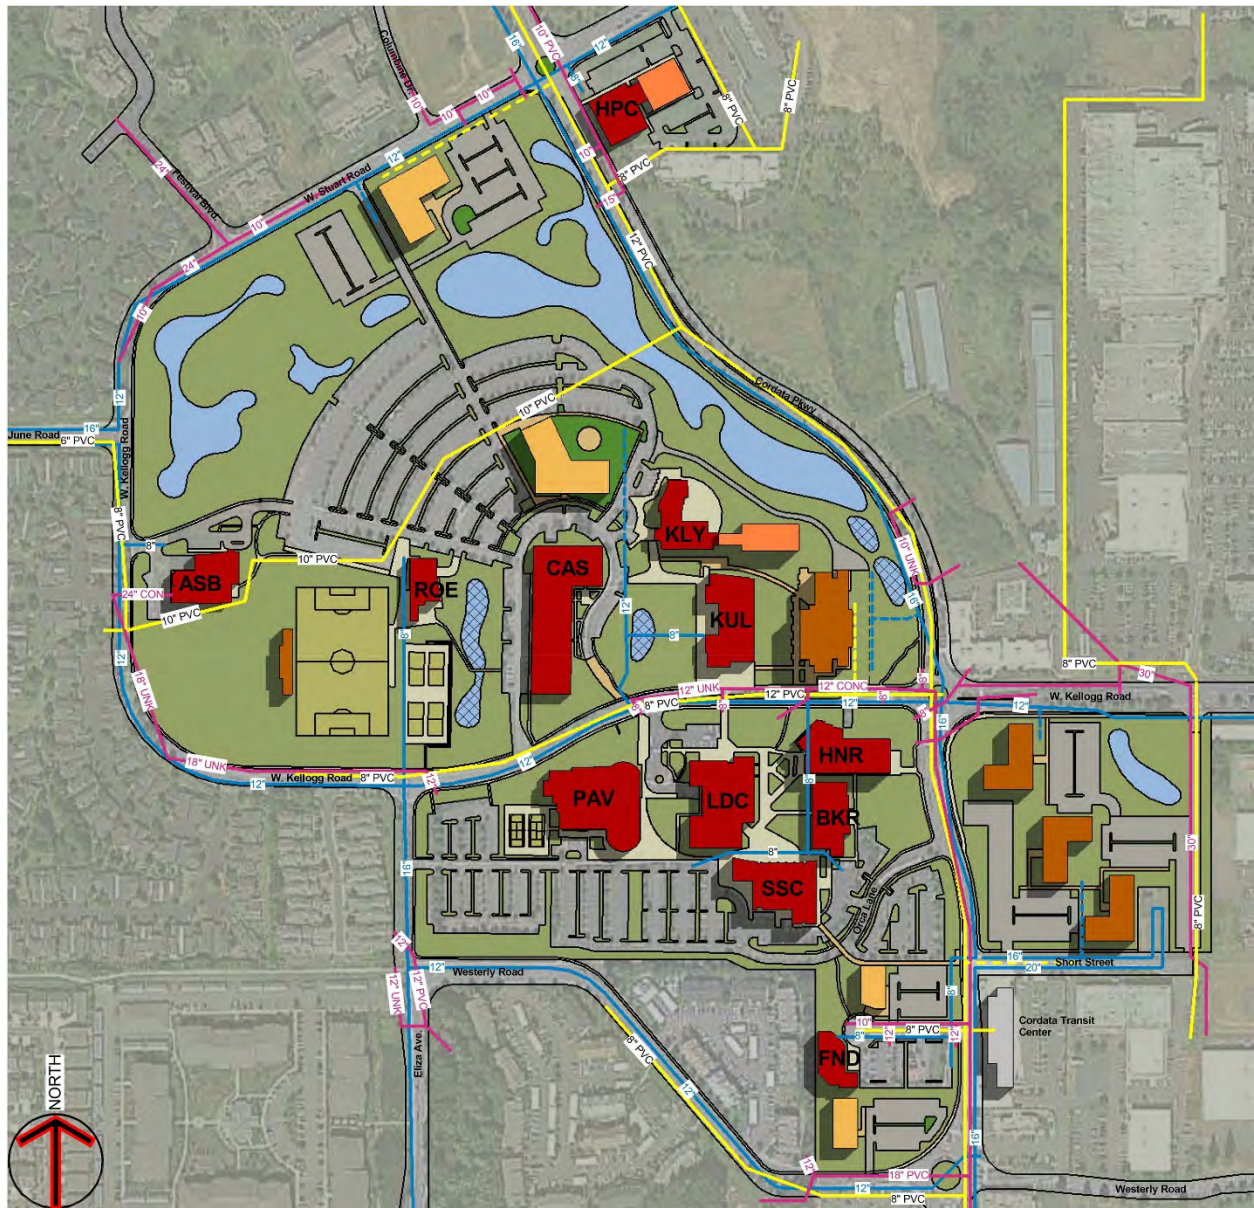 16"
10" PVC
8"
12"
Columbine Dr.
10"
10"
10"
HPC
8" PVC
8" PVC
12"
24"
Festival Blvd.
W. Stuart Road
10"
8" PVC
15"
10"
24"
12" PVC
10"
Cordata Pkwy
12"
10" PVC
June Road
16"
6" PVC
W. Kellogg Road
8" PVC
8"
KLY
10" UNK
ASB
10" PVC
ROE
CAS
24" CON
16"
10" PVC
12"
KUL
8"
8"
12"
8" PVC
30"
18" UNK
12" UNK
12" PVC
12" CONC
8"
8"
W. Kellogg Road
8"
8" PVC
8"
12"
8"
12"
16"
HNR
18" UNK
W. Kellogg Road
8" PVC
12"
12"
12"
8"
PAV
LDC
BKR
30"
8"
16"
SSC
8" PVC
Orca Lane
12"
12"
Westerly Road
16"
20"
Short Street
12" UNK
12" PVC
8"
Eliza Ave.
10"
8" PVC
8"
12"
12"
Cordata Transit
Center
FND
8" PVC
12"
NORTH
16"
12"
18" PVC
12"
8" PVC
Westerly Road